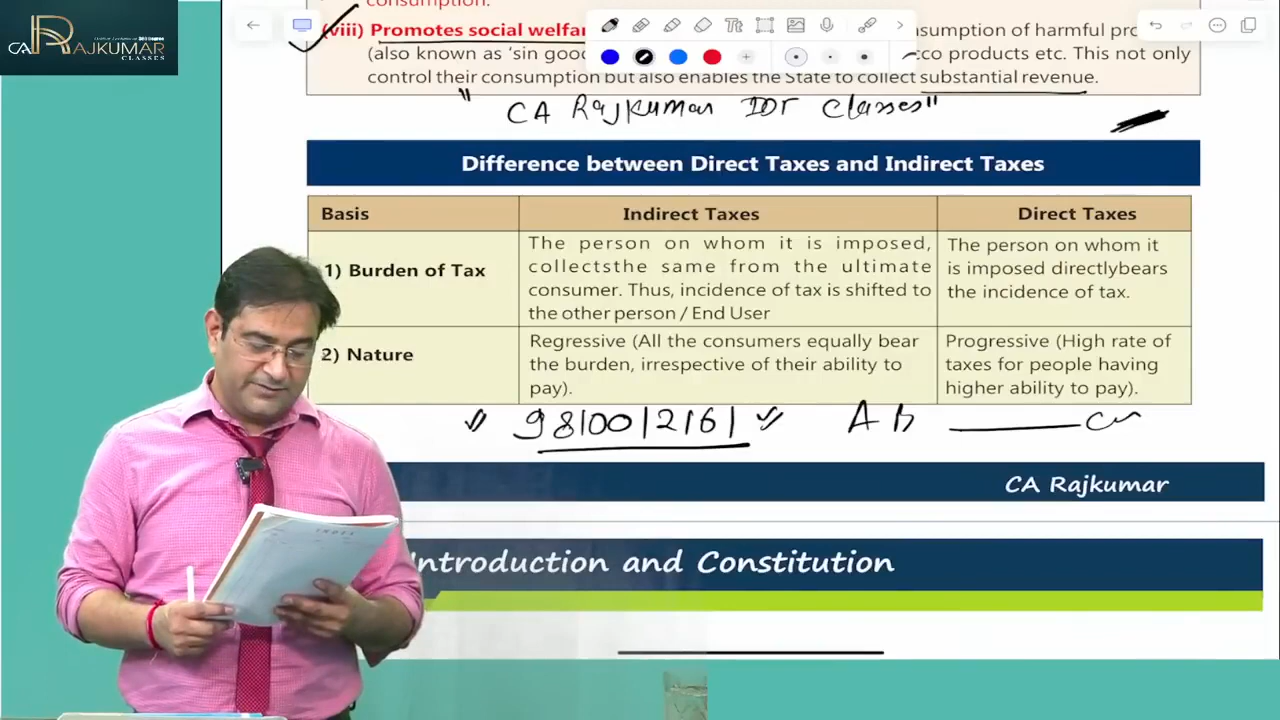 consumption.
(viii) Promotes social welfar
nsumption of harmful pro
(also known as 'sin good
cco products etc. This not only
control their consumption but also enables the State to collect substantial revenue.
" CA Rajkumar IDT Classes"
CA RAJKUMAR
CLASSES
Difference between Direct Taxes and Indirect Taxes
Basis Indirect Taxes Direct Taxes
1) Burden of Tax
The person on whom it is imposed,
collectsthe same from the ultimate
consumer. Thus, incidence of tax is shifted to
the other person / End User
The person on whom it
is imposed directlybears
the incidence of tax.
2) Nature
Regressive (All the consumers equally bear
the burden, irrespective of their ability to
pay).
Progressive (High rate of
taxes for people having
higher ability to pay).
9810012161 A B
CA Rajkumar
Introduction and Constitution
INDEX